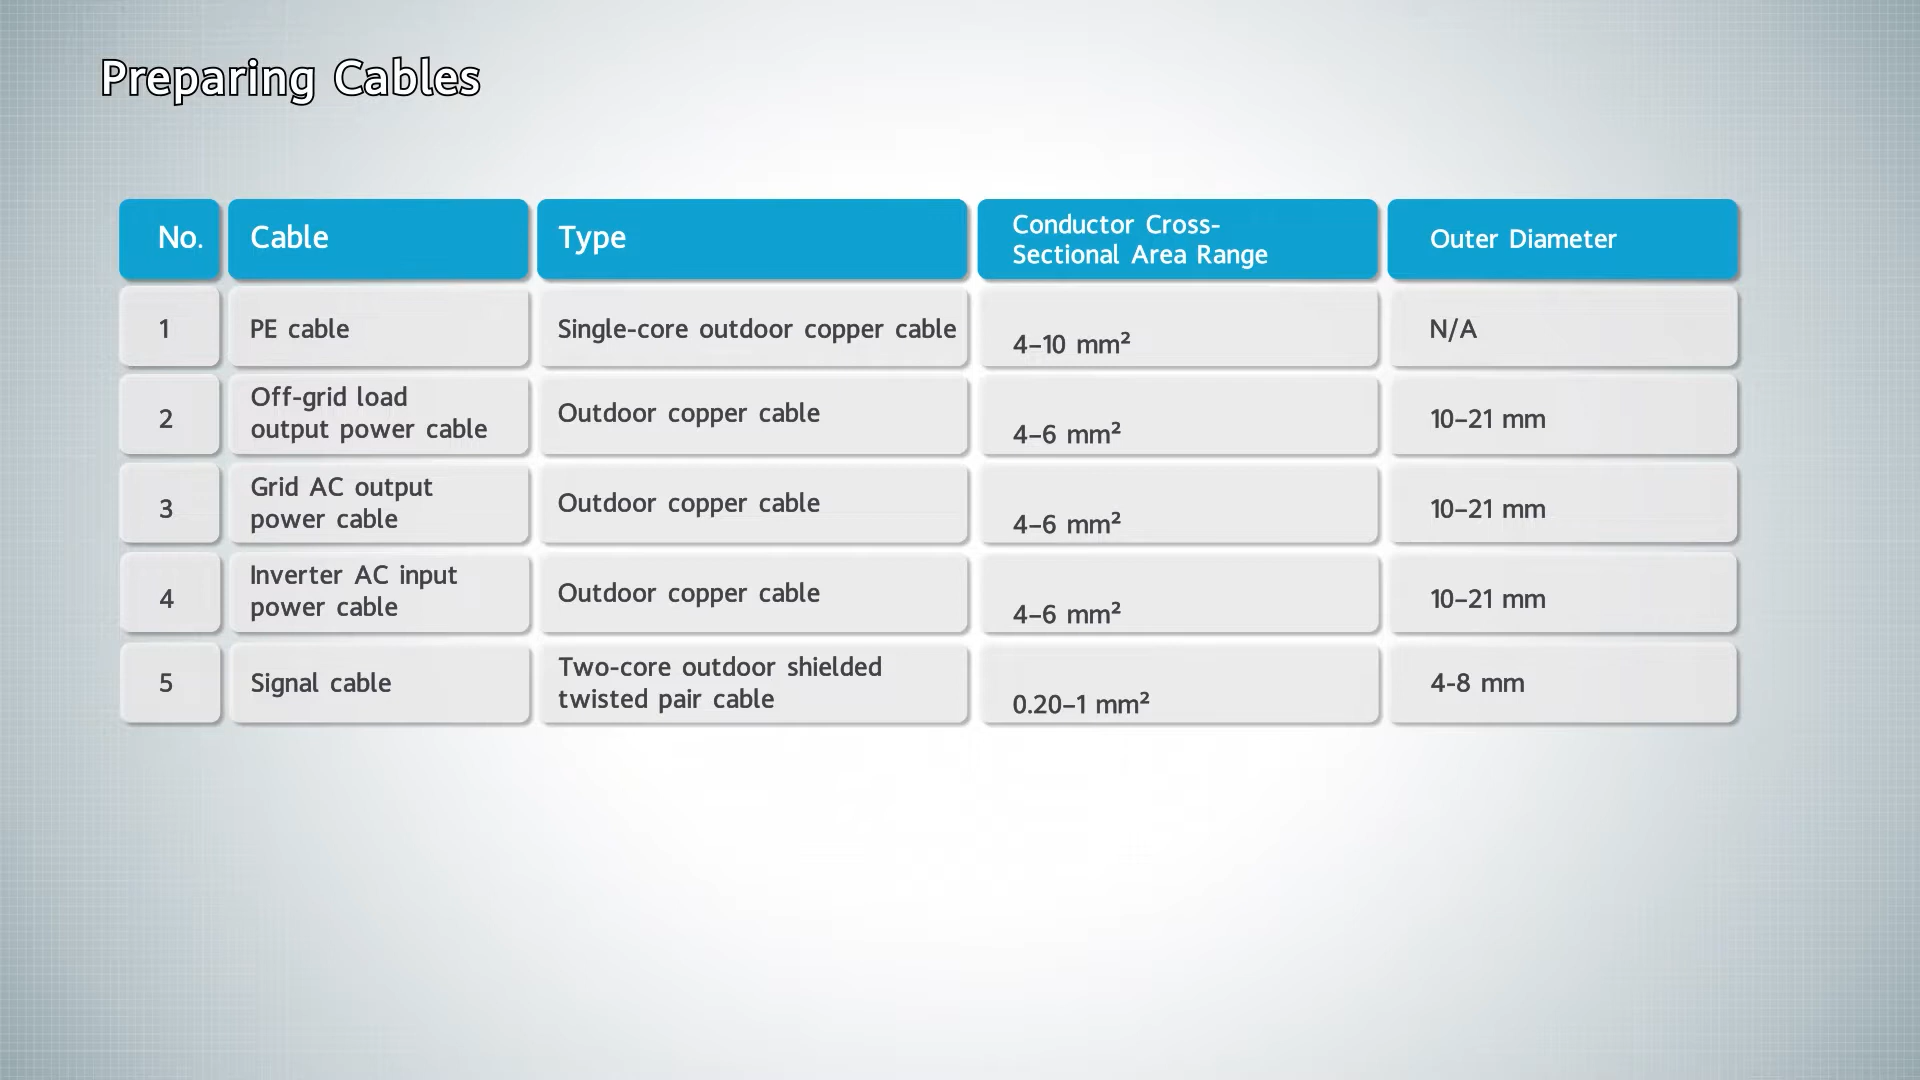 Preparing Cables
No.
Cable
Type
Conductor Cross-
Sectional Area Range
Outer Diameter
1
PE cable
Single-core outdoor copper cable
4–10 mm²
N/A
2
Off-grid load
output power cable
Outdoor copper cable
4–6 mm²
10–21 mm
3
Grid AC output
power cable
Outdoor copper cable
4–6 mm²
10–21 mm
4
Inverter AC input
power cable
Outdoor copper cable
4–6 mm²
10–21 mm
5
Signal cable
Two-core outdoor shielded
twisted pair cable
0.20–1 mm²
4-8 mm